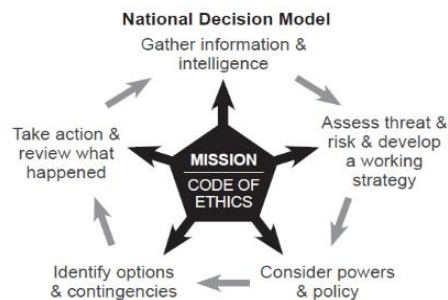 National Decision Model
Gather information &
intelligence
Assess threat &
risk & develop
a working
strategy
Consider powers
& policy
Identify options
& contingencies
Take action &
review what
happened
MISSION
CODE OF
ETHICS